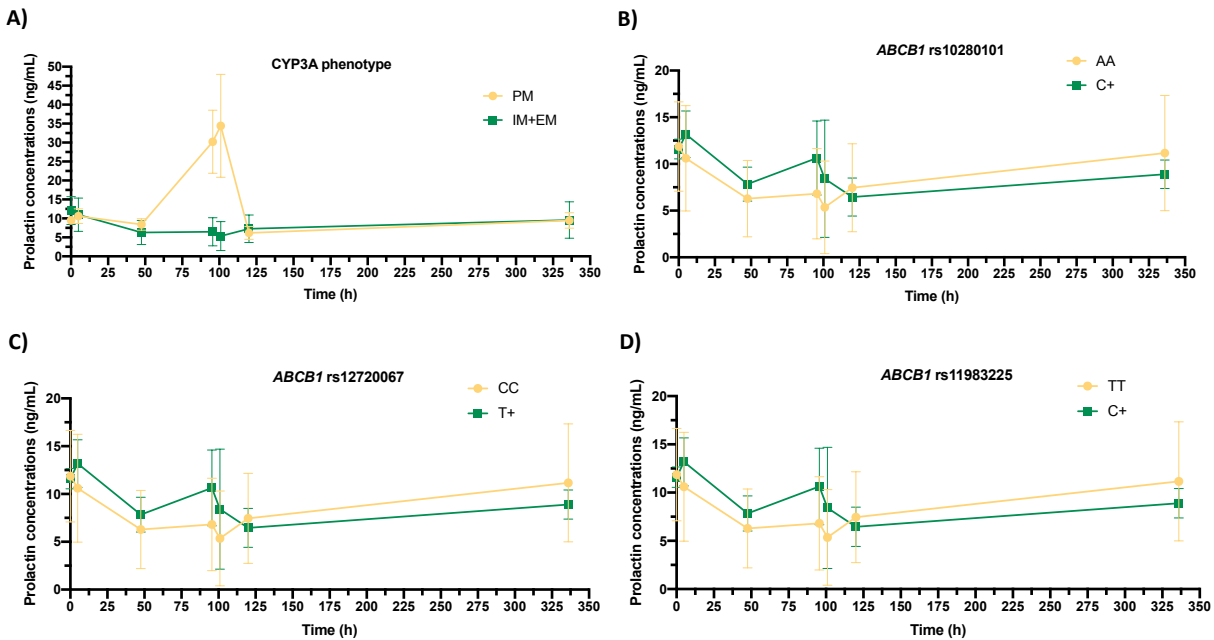 A)
CYP3A phenotype
PM
IM+EM
Prolactin concentrations (ng/mL)
50
45
40
35
30
25
20
15
10
5
0
0 25 50 75 100 125 150 175 200 225 250 275 300 325 350
Time (h)
B)
ABCB1 rs10280101
AA
C+
Prolactin concentrations (ng/mL)
20
15
10
5
0
0 25 50 75 100 125 150 175 200 225 250 275 300 325 350
Time (h)
C)
ABCB1 rs12720067
CC
T+
Prolactin concentrations (ng/mL)
20
15
10
5
0
0 25 50 75 100 125 150 175 200 225 250 275 300 325 350
Time (h)
D)
ABCB1 rs11983225
TT
C+
Prolactin concentrations (ng/mL)
20
15
10
5
0
0 25 50 75 100 125 150 175 200 225 250 275 300 325 350
Time (h)